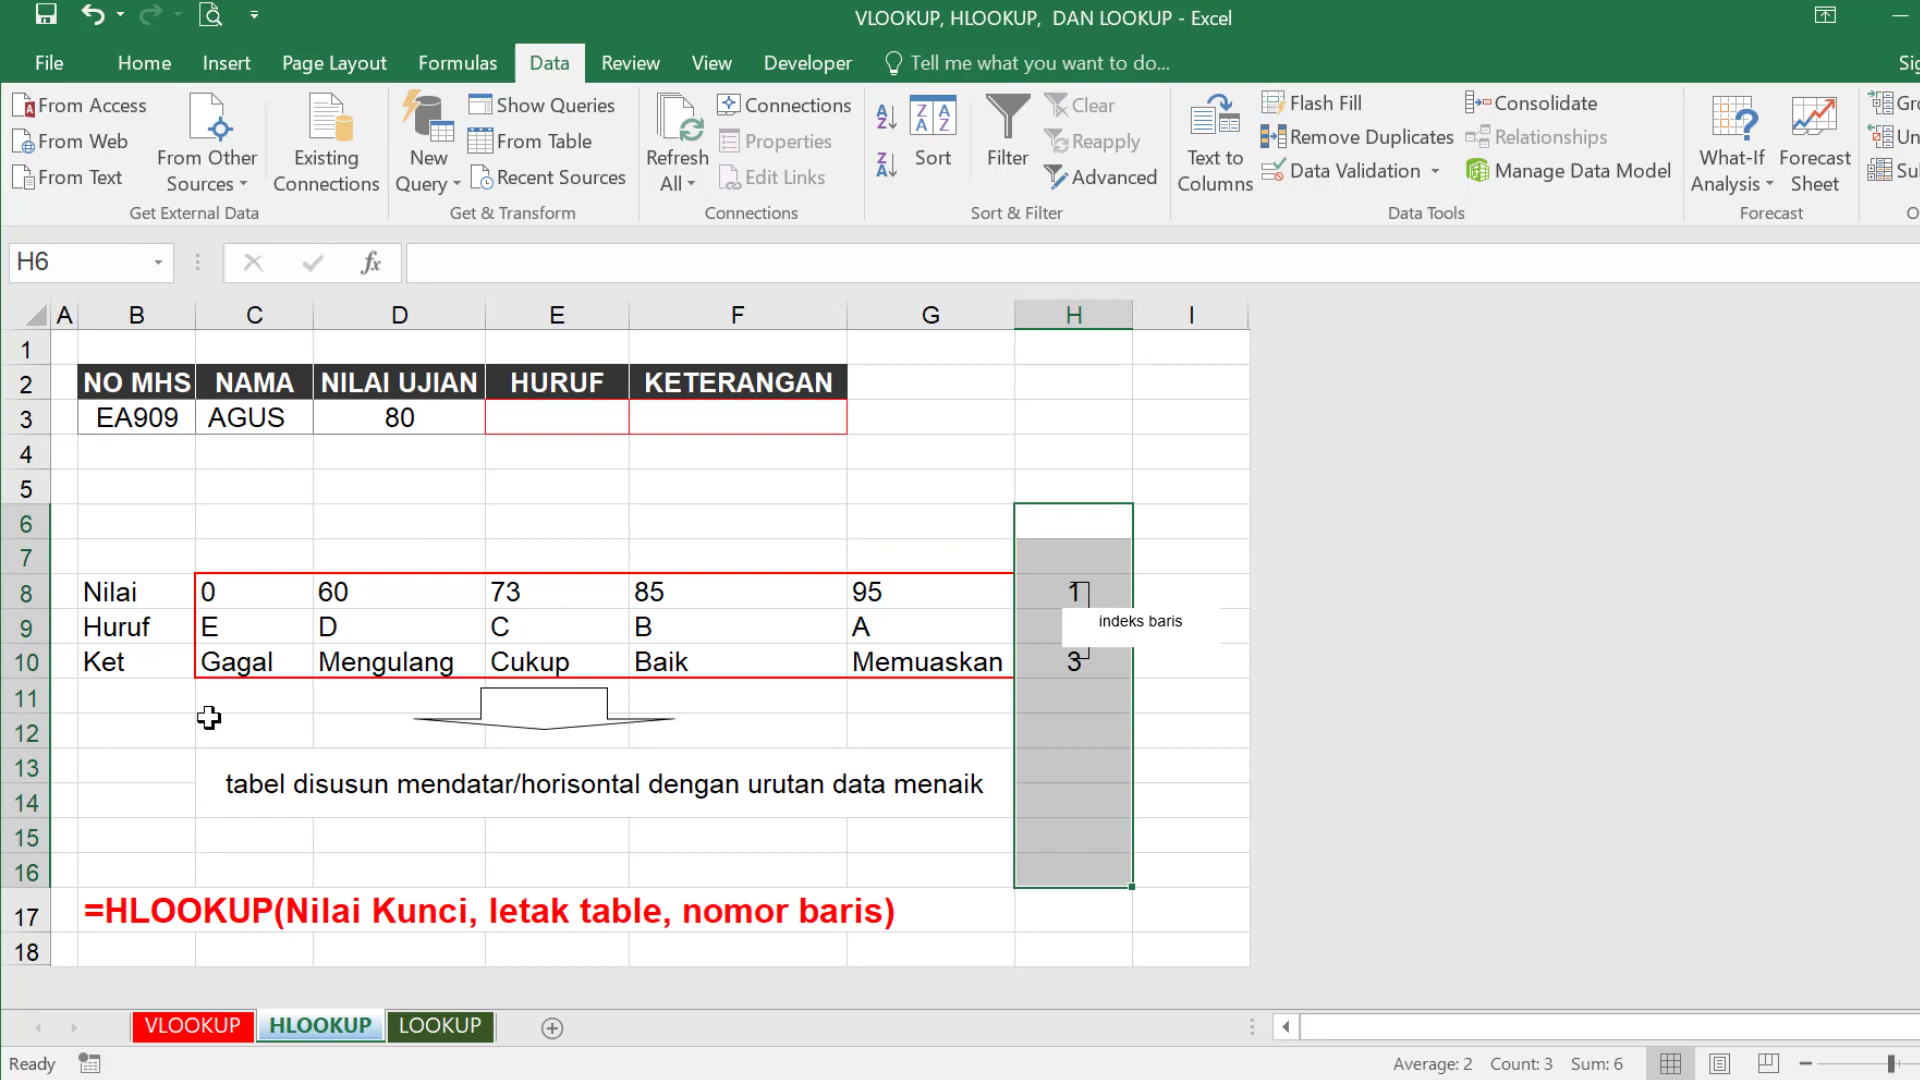 VLOOKUP, HLOOKUP, DAN LOOKUP - Excel
File Home Insert Page Layout Formulas Data Review View Developer Tell me what you want to do...
From Access
From Web
From Text
From Other Sources
Existing Connections
Get External Data
New Query
Show Queries
From Table
Recent Sources
Get & Transform
Refresh All
Connections
Properties
Edit Links
Connections
Sort
Filter
Clear
Reapply
Advanced
Sort & Filter
Text to Columns
Flash Fill
Remove Duplicates
Data Validation
Consolidate
Relationships
Manage Data Model
Data Tools
What-If Analysis
Forecast Sheet
Forecast
H6
fx
A B C D E F G H I
1
2 NO MHS NAMA NILAI UJIAN HURUF KETERANGAN
3 EA909 AGUS 80
4
5
6
7
8 Nilai 0 60 73 85 95 1
9 Huruf E D C B A indeks baris
10 Ket Gagal Mengulang Cukup Baik Memuaskan 3
11
12
13
tabel disusun mendatar/horisontal dengan urutan data menaik
14
15
16
17 =HLOOKUP(Nilai Kunci, letak table, nomor baris)
18
VLOOKUP HLOOKUP LOOKUP
Ready Average: 2 Count: 3 Sum: 6